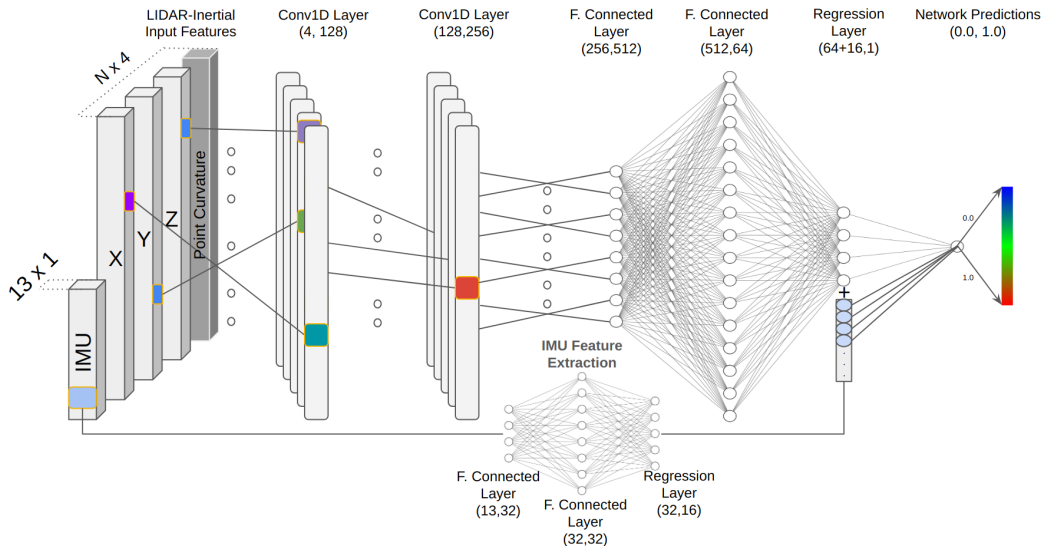 LIDAR-Inertial
Input Features
Conv1D Layer
(4, 128)
Conv1D Layer
(128,256)
F. Connected
Layer
(256,512)
F. Connected
Layer
(512,64)
Regression
Layer
(64+16,1)
Network Predictions
(0.0, 1.0)
N x 4
13 x 1
IMU
X
Y
Z
Point Curvature
0.0
1.0
+
IMU Feature
Extraction
F. Connected
Layer
(13,32)
F. Connected
Layer
(32,32)
Regression
Layer
(32,16)